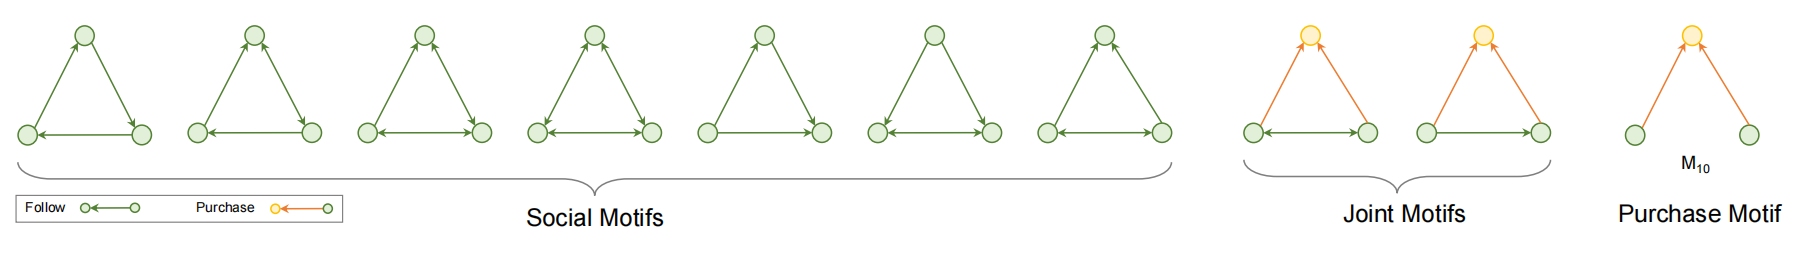 M10
Follow
Purchase
Social Motifs
Joint Motifs
Purchase Motif